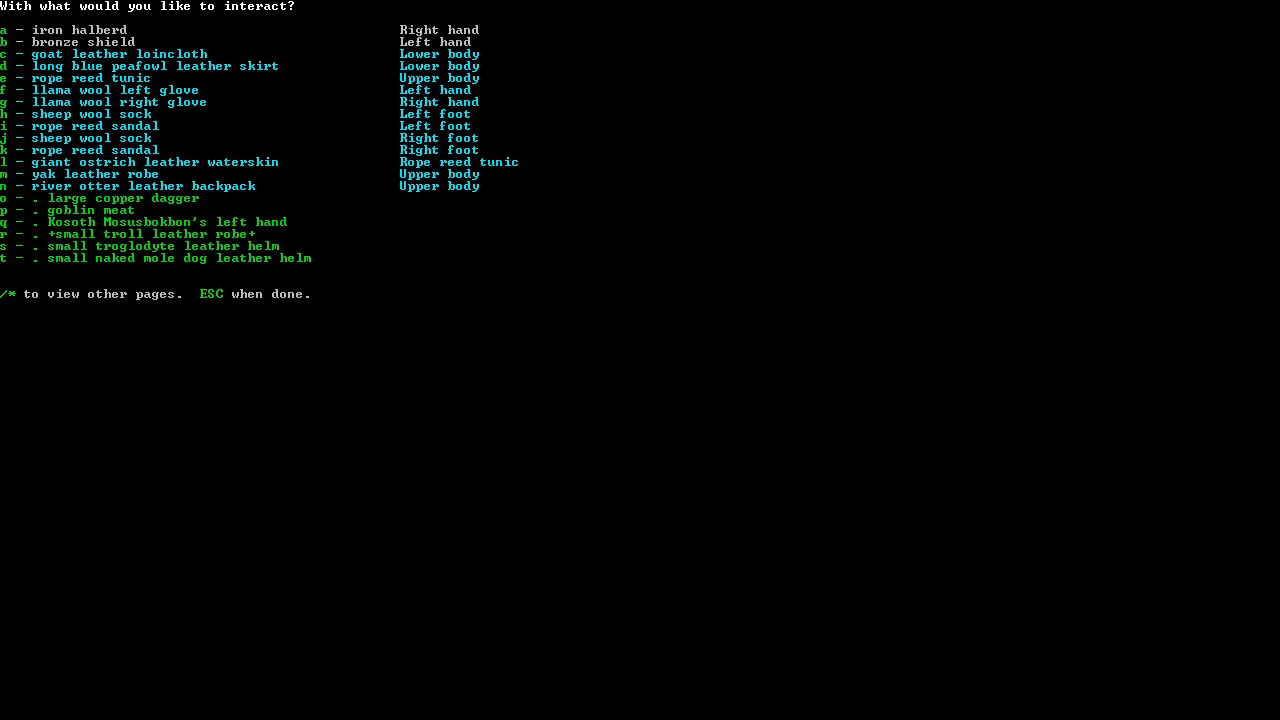 With what would you like to interact?
a - iron halberd Right hand
b - bronze shield Left hand
c - goat leather loincloth Lower body
d - long blue peafowl leather skirt Lower body
e - rope reed tunic Upper body
f - llama wool left glove Left hand
g - llama wool right glove Right hand
h - sheep wool sock Left foot
i - rope reed sandal Left foot
j - sheep wool sock Right foot
k - rope reed sandal Right foot
l - giant ostrich leather waterskin Rope reed tunic
m - yak leather robe Upper body
n - river otter leather backpack Upper body
o - . large copper dagger
p - . goblin meat
q - . Kosoth Mosusbokbon's left hand
r - . +small troll leather robe+
s - . small troglodyte leather helm
t - . small naked mole dog leather helm
/* to view other pages.  ESC when done.